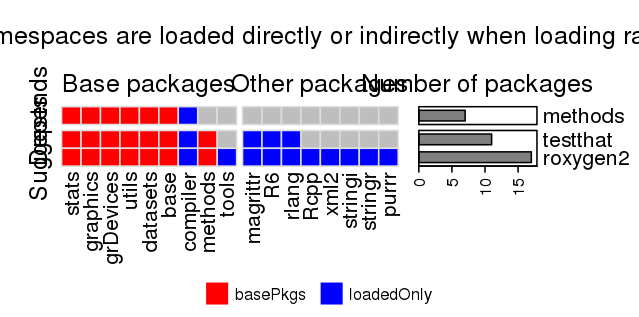 mespaces are loaded directly or indirectly when loading ra
Base packages
Other packages
Number of packages
methods
testthat
roxygen2
0
5
10
15
stats
graphics
grDevices
utils
datasets
base
compiler
methods
tools
magrittr
R6
rlang
Rcpp
xml2
stringi
stringr
purrr
basePkgs
loadedOnly